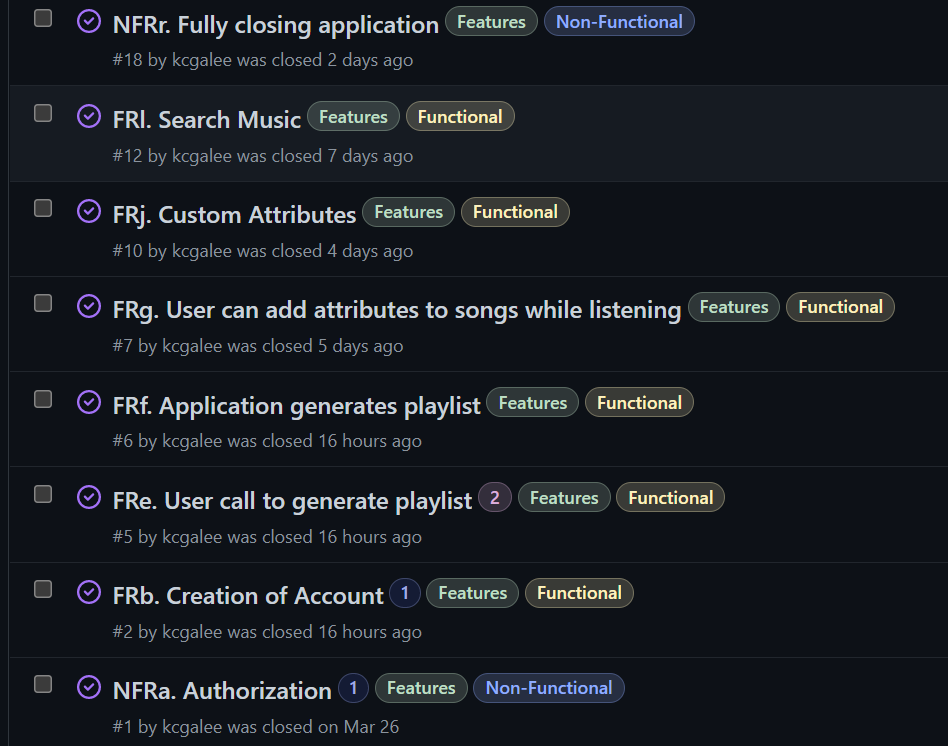 NFRr. Fully closing application Features Non-Functional
#18 by kcgalee was closed 2 days ago
FRl. Search Music Features Functional
#12 by kcgalee was closed 7 days ago
FRj. Custom Attributes Features Functional
#10 by kcgalee was closed 4 days ago
FRg. User can add attributes to songs while listening Features Functional
#7 by kcgalee was closed 5 days ago
FRf. Application generates playlist Features Functional
#6 by kcgalee was closed 16 hours ago
FRe. User call to generate playlist 2 Features Functional
#5 by kcgalee was closed 16 hours ago
FRb. Creation of Account 1 Features Functional
#2 by kcgalee was closed 16 hours ago
NFRa. Authorization 1 Features Non-Functional
#1 by kcgalee was closed on Mar 26